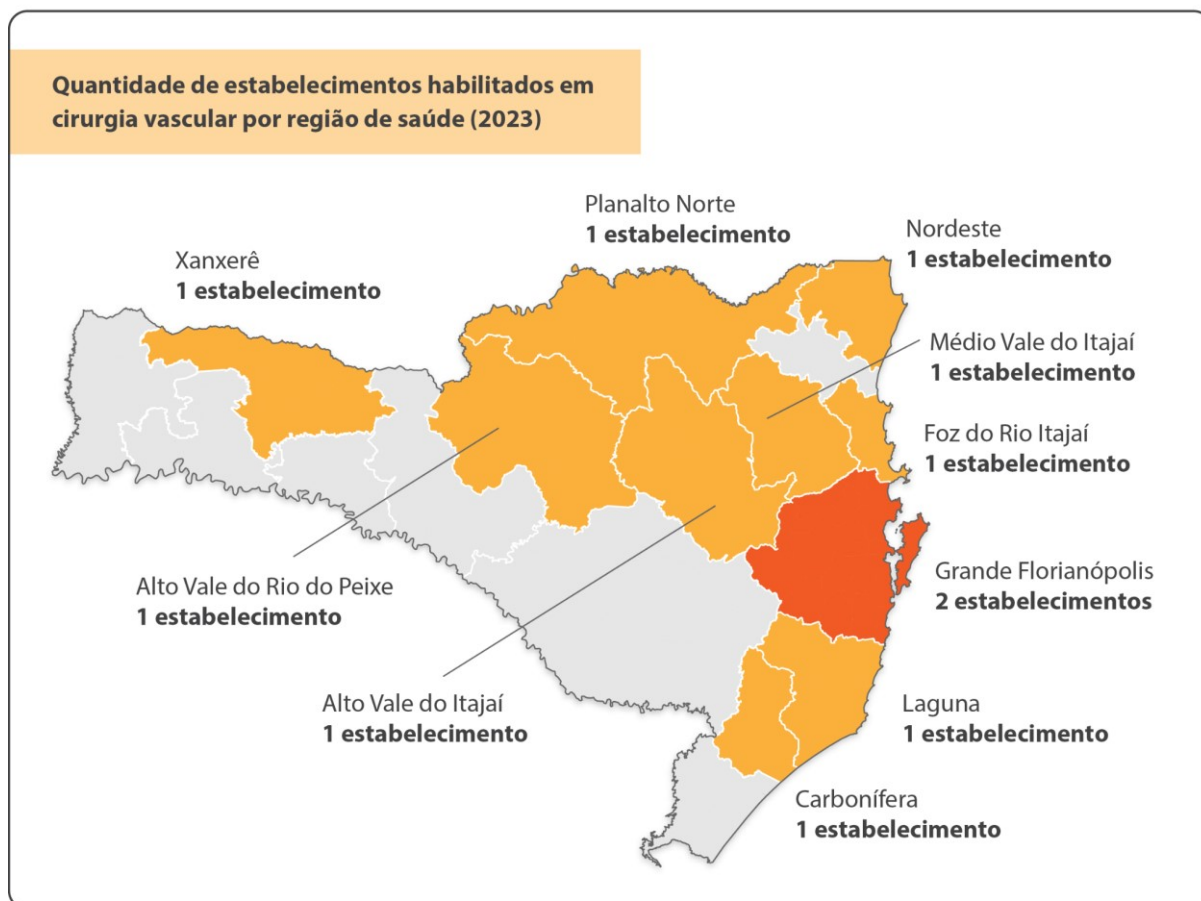 Quantidade de estabelecimentos habilitados em
cirurgia vascular por região de saúde (2023)
Planalto Norte
1 estabelecimento
Nordeste
1 estabelecimento
Xanxerê
1 estabelecimento
Médio Vale do Itajaí
1 estabelecimento
Foz do Rio Itajaí
1 estabelecimento
Alto Vale do Rio do Peixe
1 estabelecimento
Grande Florianópolis
2 estabelecimentos
Alto Vale do Itajaí
1 estabelecimento
Laguna
1 estabelecimento
Carbonífera
1 estabelecimento